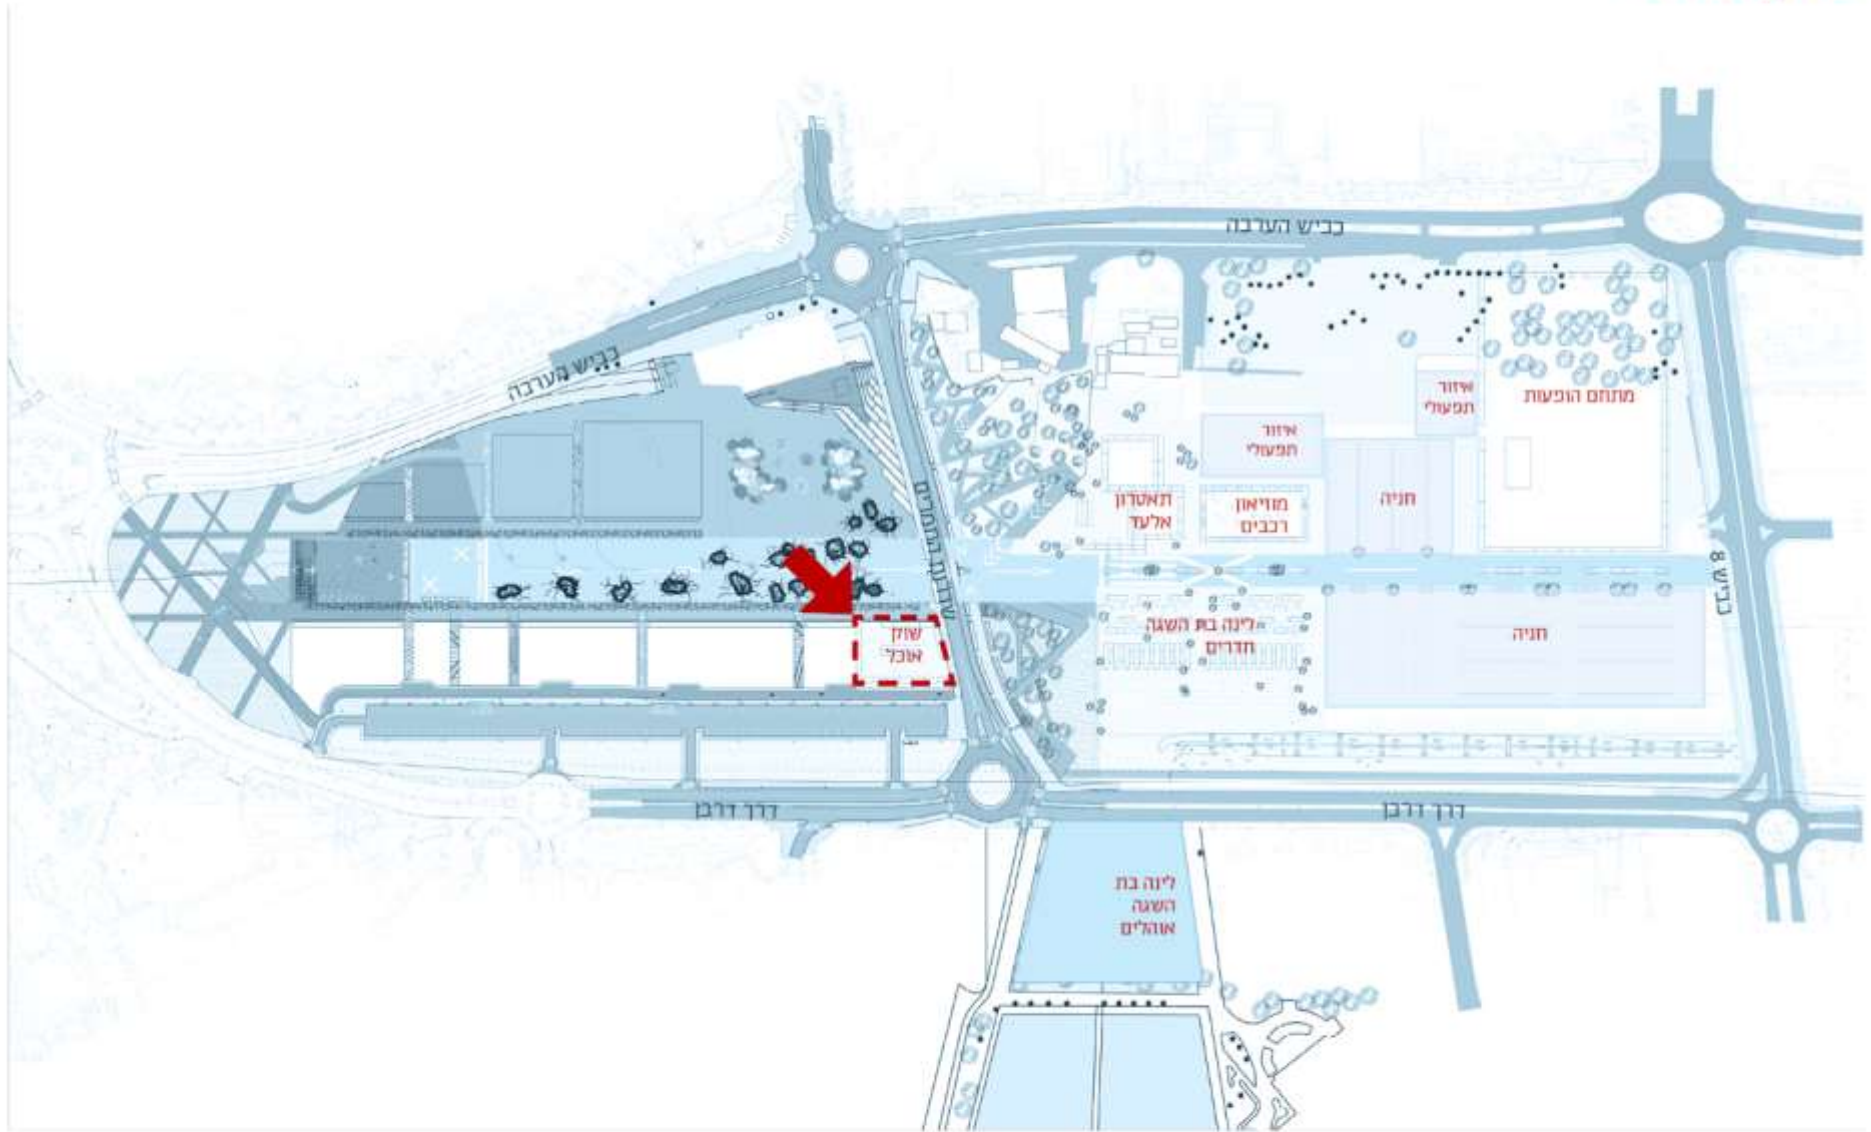 כביש הערבה
כביש הערבה
איזור
תפעולי
מתחם הופעות
איזור
תפעולי
חניה
מוזיאון
רכבים
תאטרון
אלעד
שדרות התמרים
כביש 8
שוק
אוכל
לינה בת השגה
חדרים
חניה
דרך דרבן
דרך דרבן
לינה בת
השגה
אוהלים